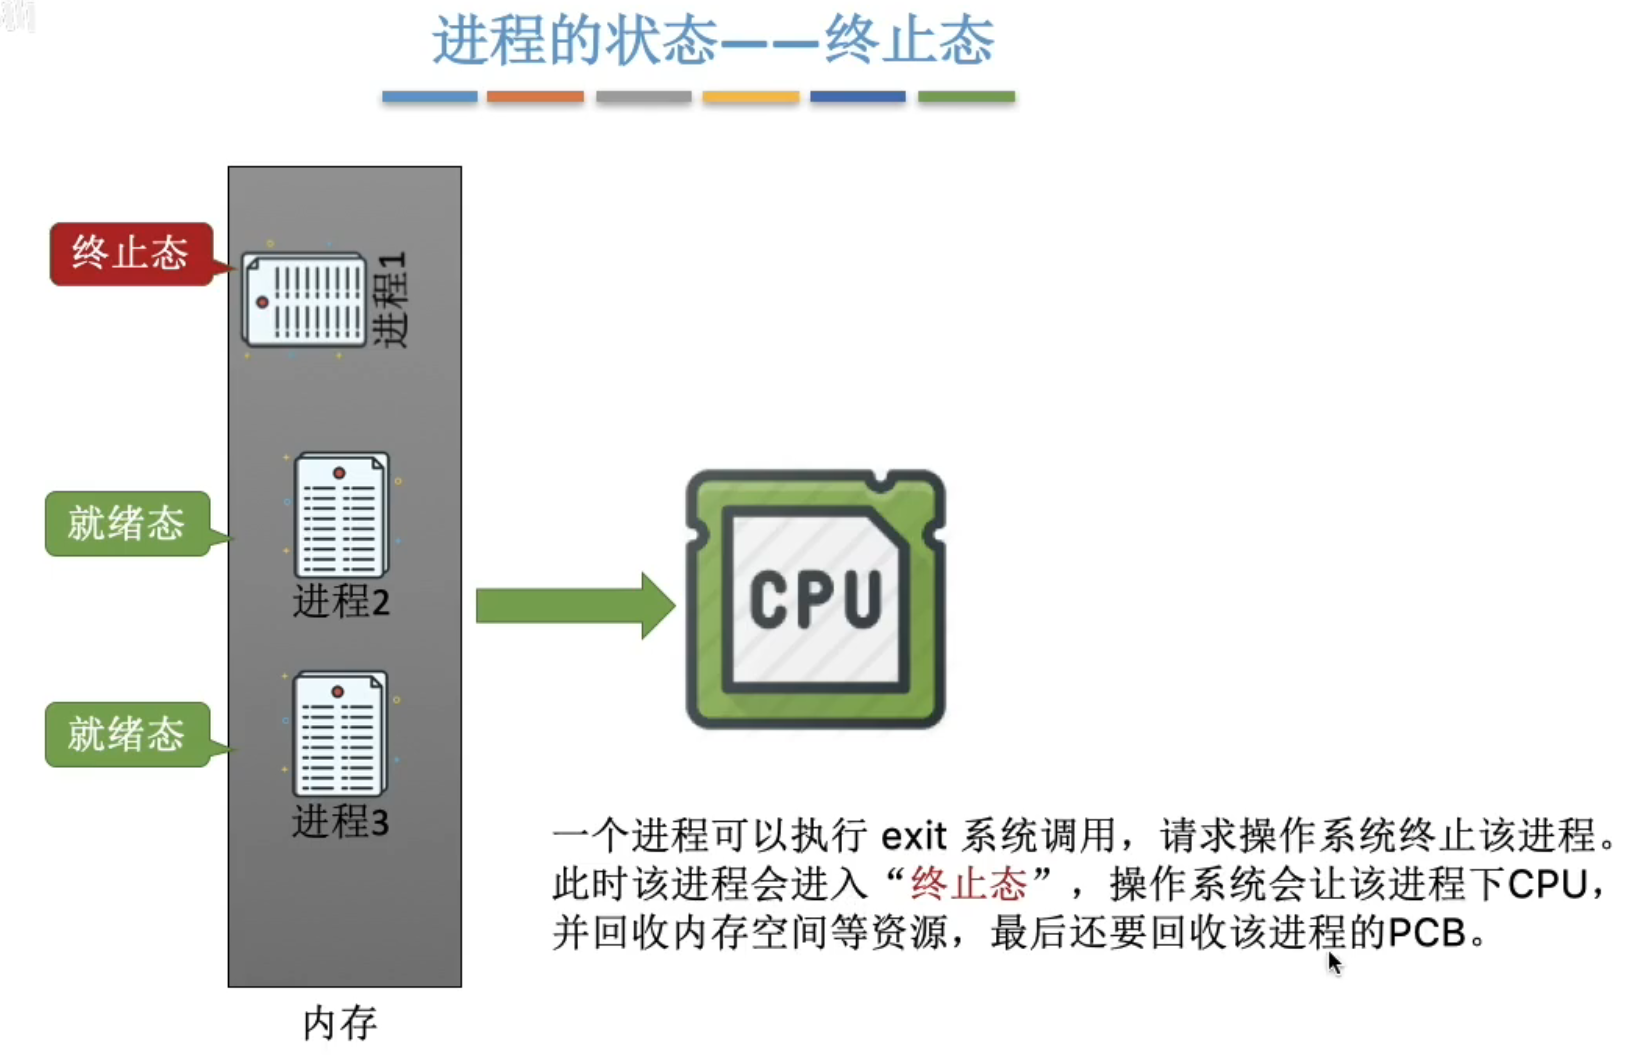 进程的状态——终止态
终止态
进程1
就绪态
进程2
就绪态
进程3
内存
CPU
一个进程可以执行 exit 系统调用，请求操作系统终止该进程。
此时该进程会进入“终止态”，操作系统会让该进程下CPU，
并回收内存空间等资源，最后还要回收该进程的PCB。